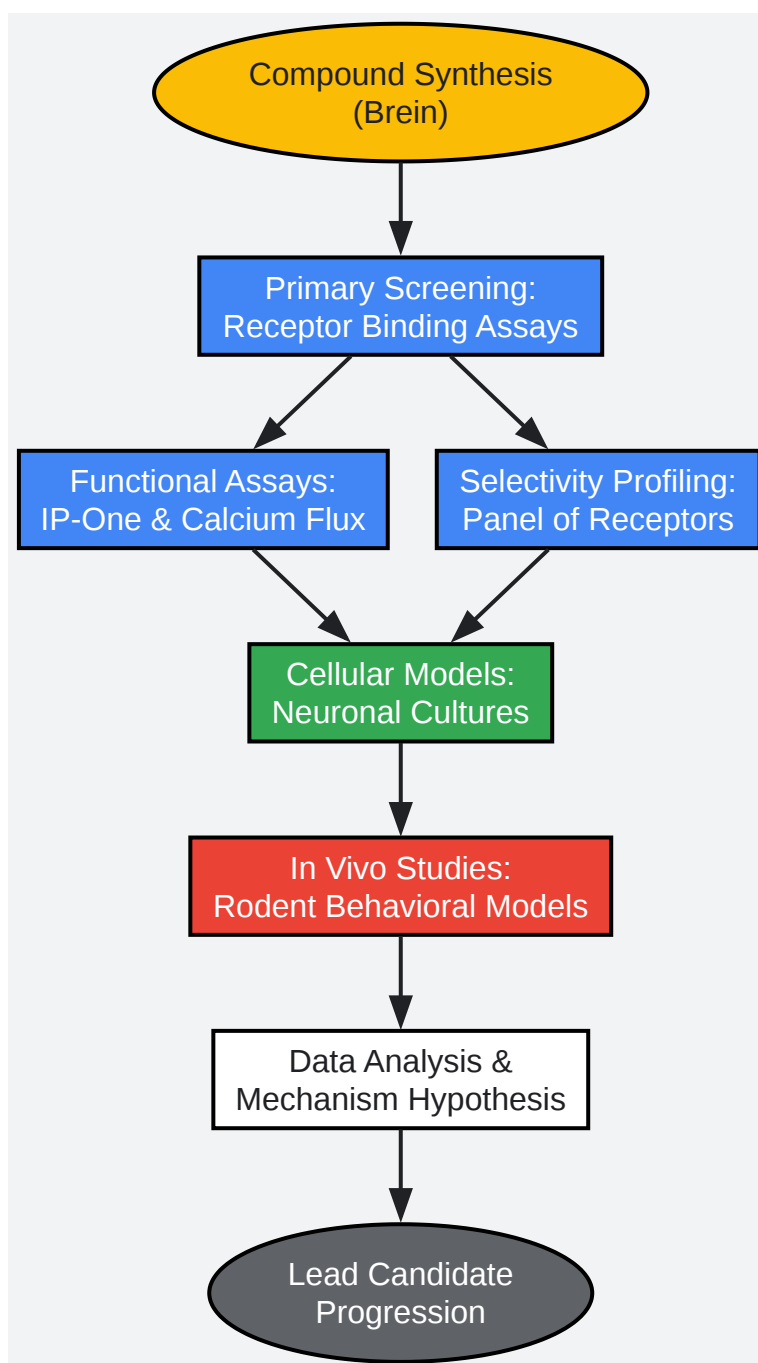 Compound Synthesis
(Brein)
Primary Screening:
Receptor Binding Assays
Functional Assays:
IP-One & Calcium Flux
Selectivity Profiling:
Panel of Receptors
Cellular Models:
Neuronal Cultures
In Vivo Studies:
Rodent Behavioral Models
Data Analysis &
Mechanism Hypothesis
Lead Candidate
Progression